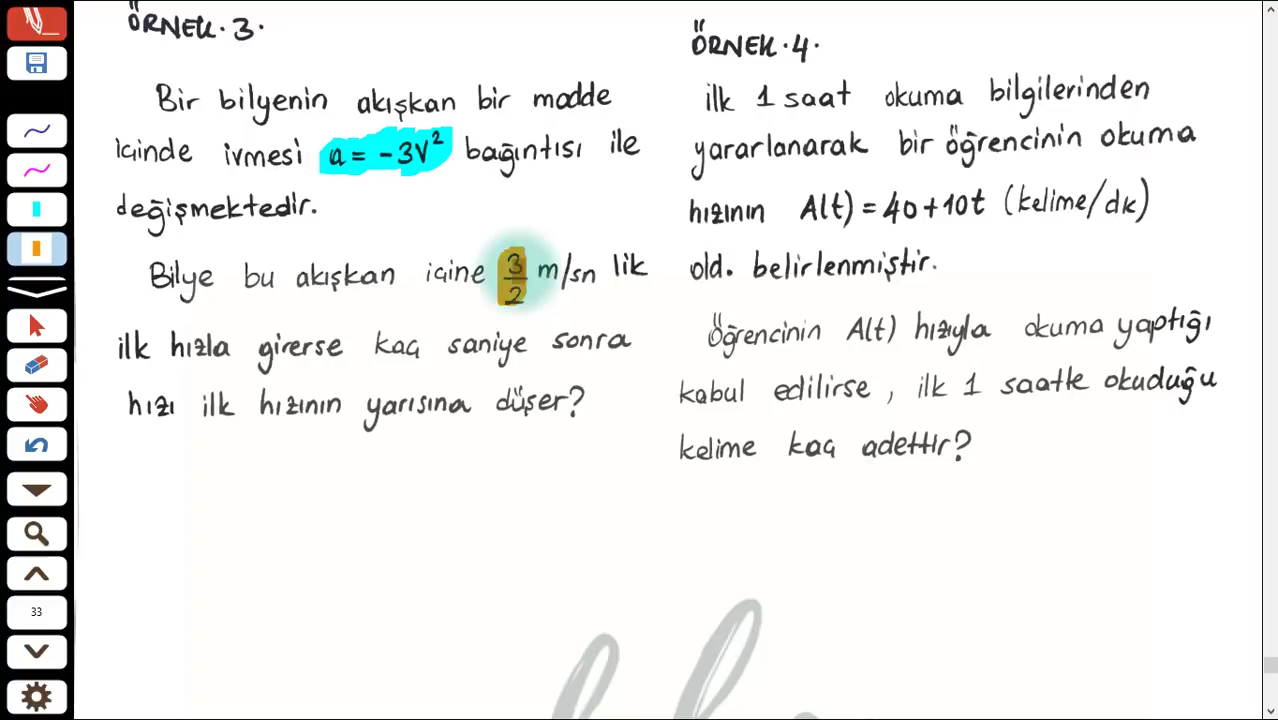 ÖRNEK.3.
Bir bilyenin akışkan bir madde
içinde ivmesi a = -3V² bağıntısı ile
değişmektedir.
Bilye bu akışkan içine 3/2 m/sn lik
ilk hızla girerse kaç saniye sonra
hızı ilk hızının yarısına düşer?
ÖRNEK.4.
ilk 1 saat okuma bilgilerinden
yararlanarak bir öğrencinin okuma
hızının A(t) = 40+10t (kelime/dk)
old. belirlenmiştir.
Öğrencinin A(t) hızıyla okuma yaptığı
kabul edilirse, ilk 1 saatte okuduğu
kelime kaç adettir?
33